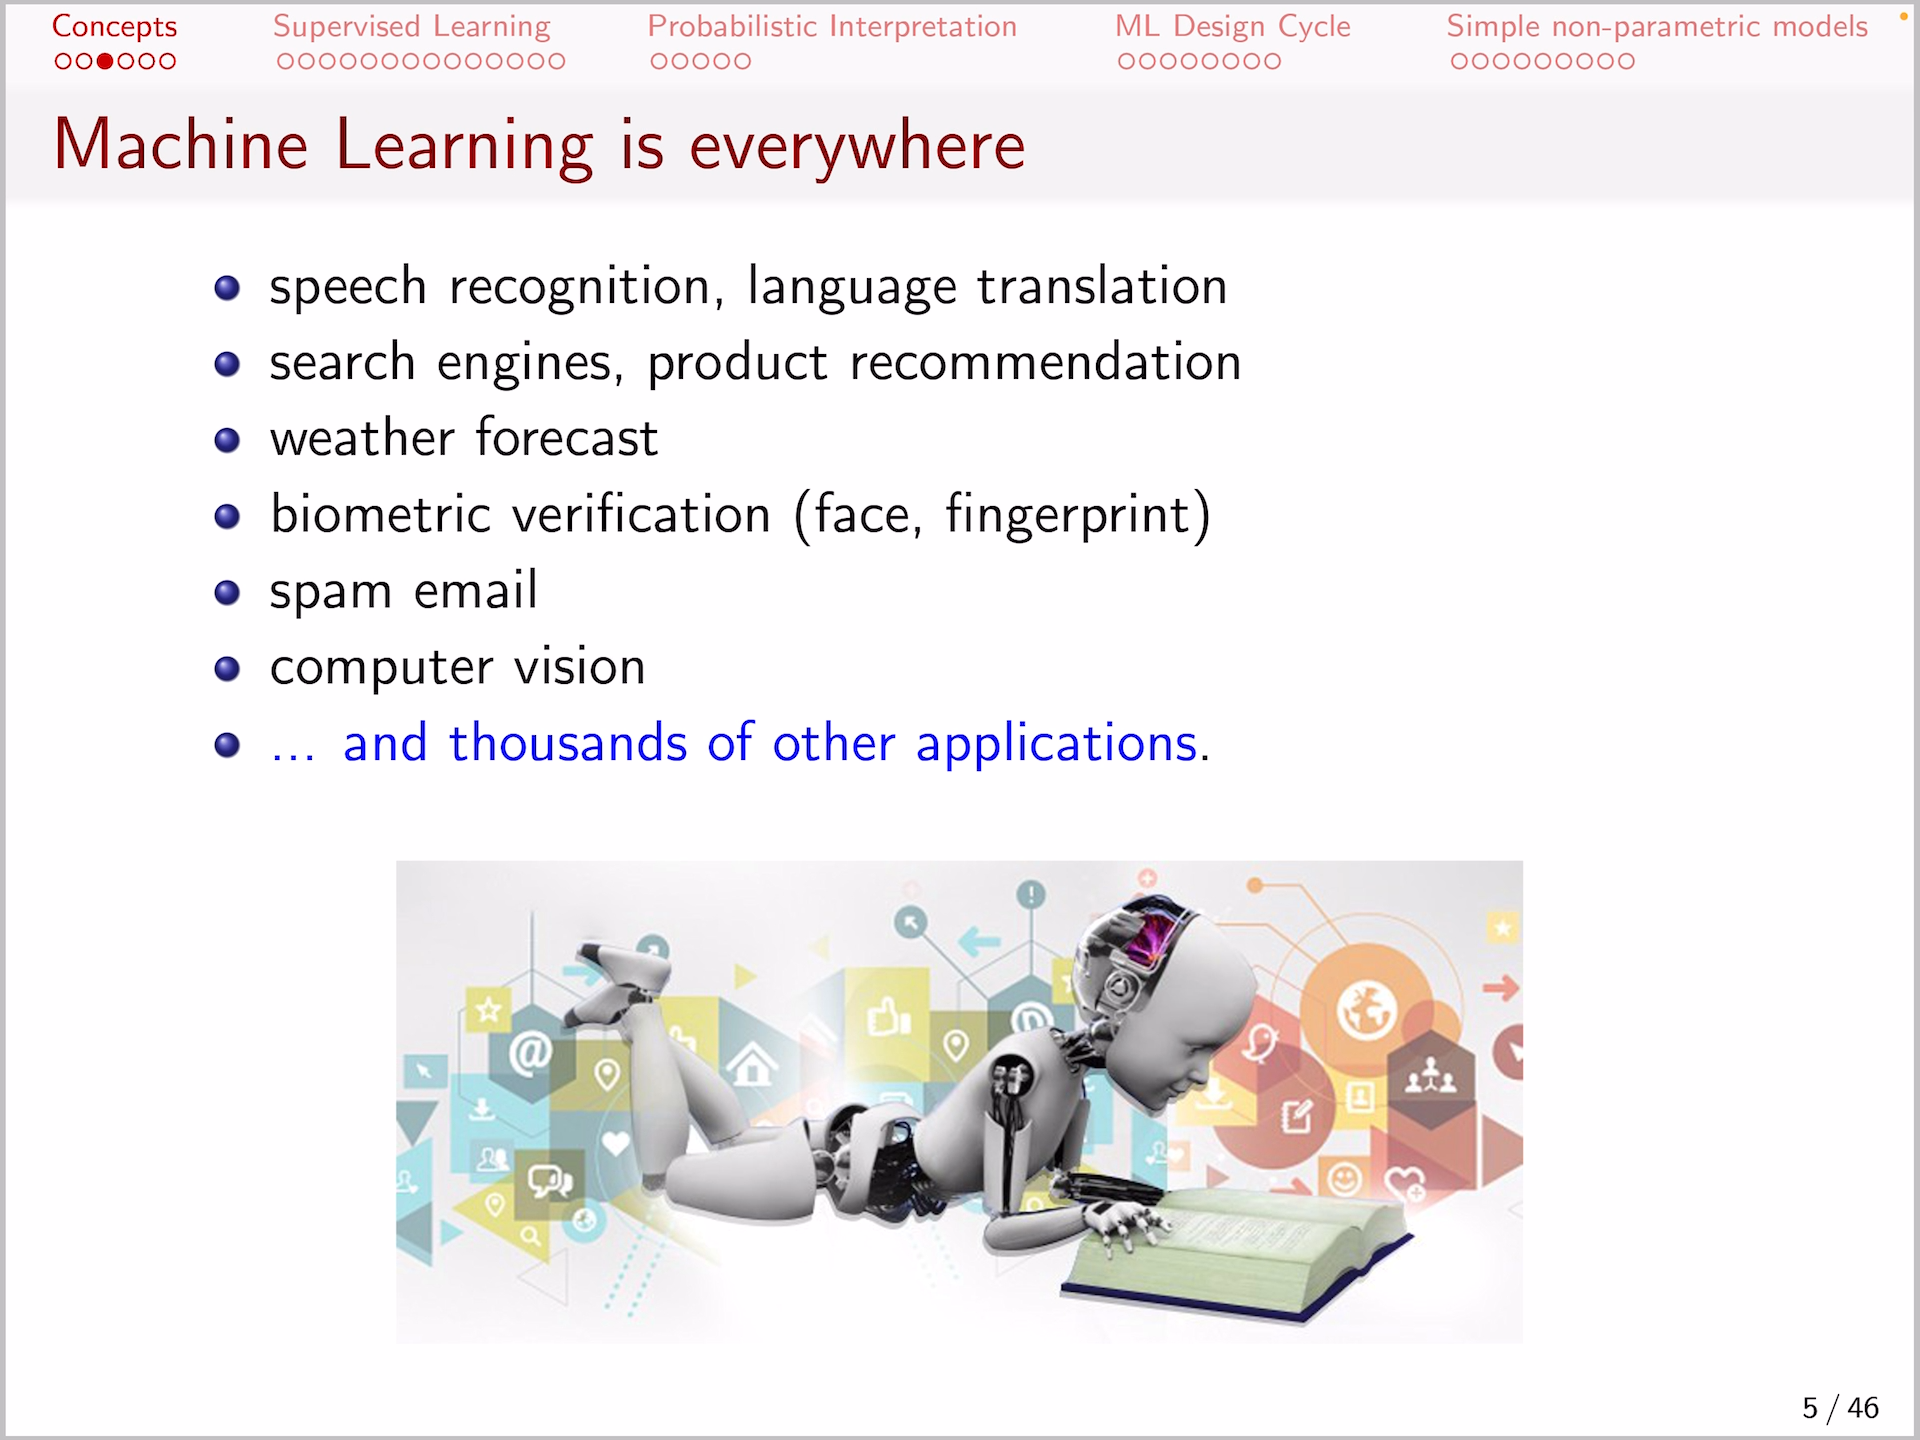 Concepts
Supervised Learning
Probabilistic Interpretation
ML Design Cycle
Simple non-parametric models
Machine Learning is everywhere
speech recognition, language translation
search engines, product recommendation
weather forecast
biometric verification (face, fingerprint)
spam email
computer vision
... and thousands of other applications.
@
5 / 46